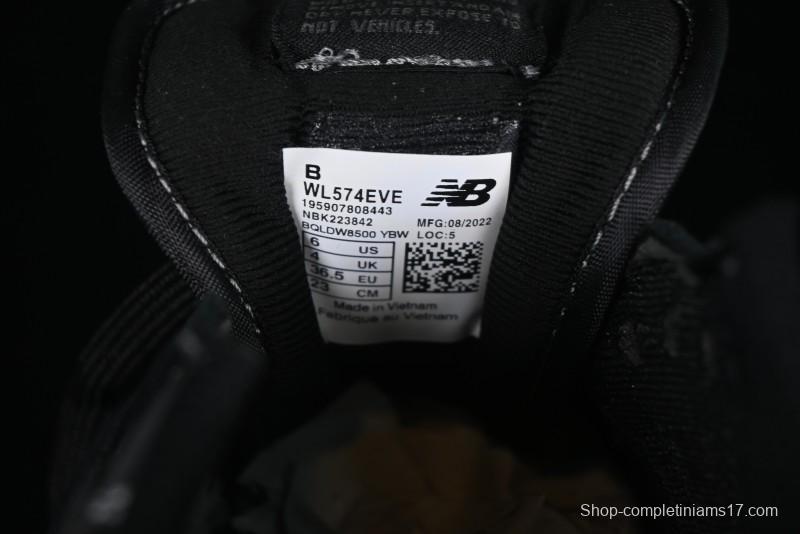 NOT VEHICLES.
B
WL574EVE
195907808443
NBK223842
BQLDW8500 YBW
NB
MFG:08/2022
LOC:5
6 US
4 UK
36.5 EU
23 CM
Made in Vietnam
Fabriqué au Vietnam
Shop-completiniams17.com